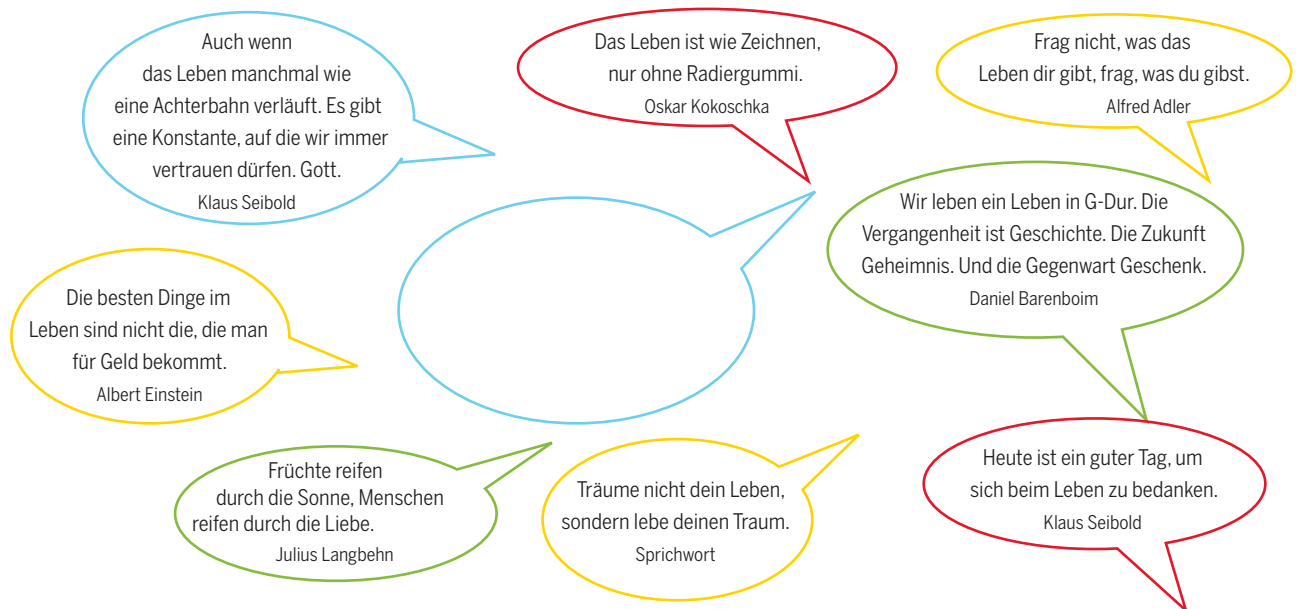 Auch wenn
das Leben manchmal wie
eine Achterbahn verläuft. Es gibt
eine Konstante, auf die wir immer
vertrauen dürfen. Gott.
Klaus Seibold
Das Leben ist wie Zeichnen,
nur ohne Radiergummi.
Oskar Kokoschka
Frag nicht, was das
Leben dir gibt, frag, was du gibst.
Alfred Adler
Wir leben ein Leben in G-Dur. Die
Vergangenheit ist Geschichte. Die Zukunft
Geheimnis. Und die Gegenwart Geschenk.
Daniel Barenboim
Die besten Dinge im
Leben sind nicht die, die man
für Geld bekommt.
Albert Einstein
Früchte reifen
durch die Sonne, Menschen
reifen durch die Liebe.
Julius Langbehn
Träume nicht dein Leben,
sondern lebe deinen Traum.
Sprichwort
Heute ist ein guter Tag, um
sich beim Leben zu bedanken.
Klaus Seibold